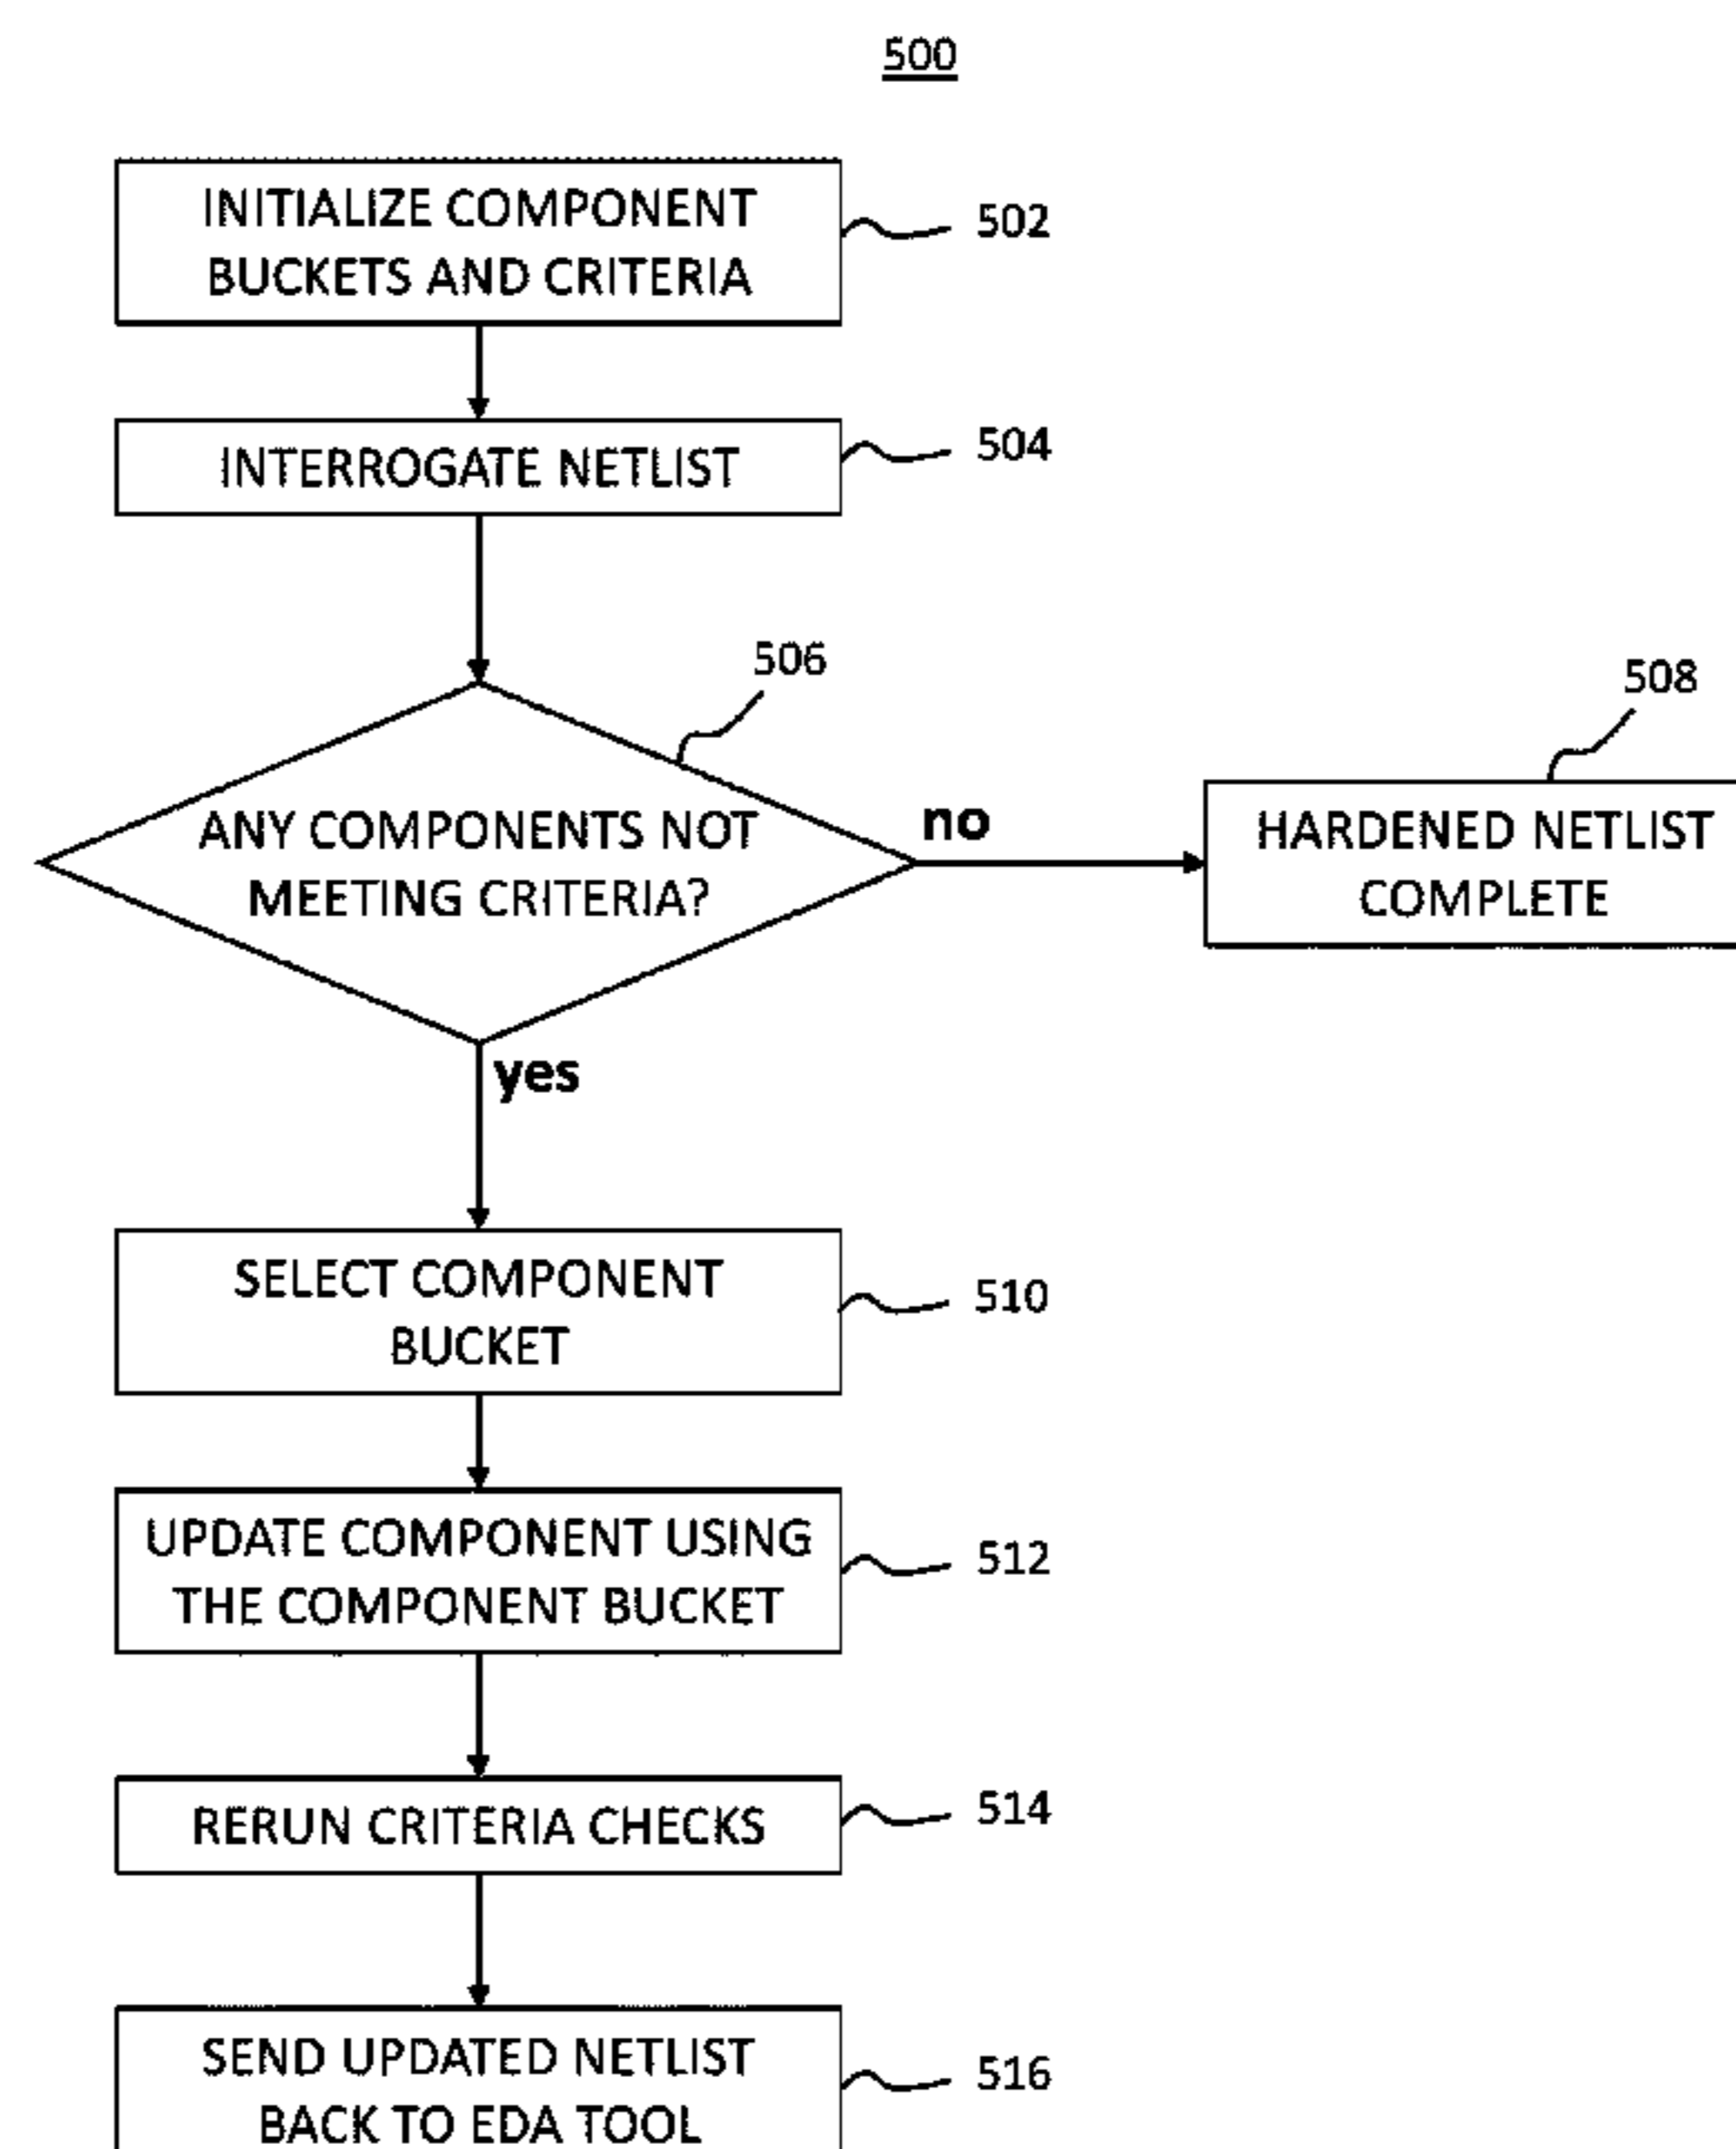 500
INITIALIZE COMPONENT
BUCKETS AND CRITERIA
502
INTERROGATE NETLIST
504
506
ANY COMPONENTS NOT
MEETING CRITERIA?
no
508
HARDENED NETLIST
COMPLETE
yes
SELECT COMPONENT
BUCKET
510
UPDATE COMPONENT USING
THE COMPONENT BUCKET
512
RERUN CRITERIA CHECKS
514
SEND UPDATED NETLIST
BACK TO EDA TOOL
516